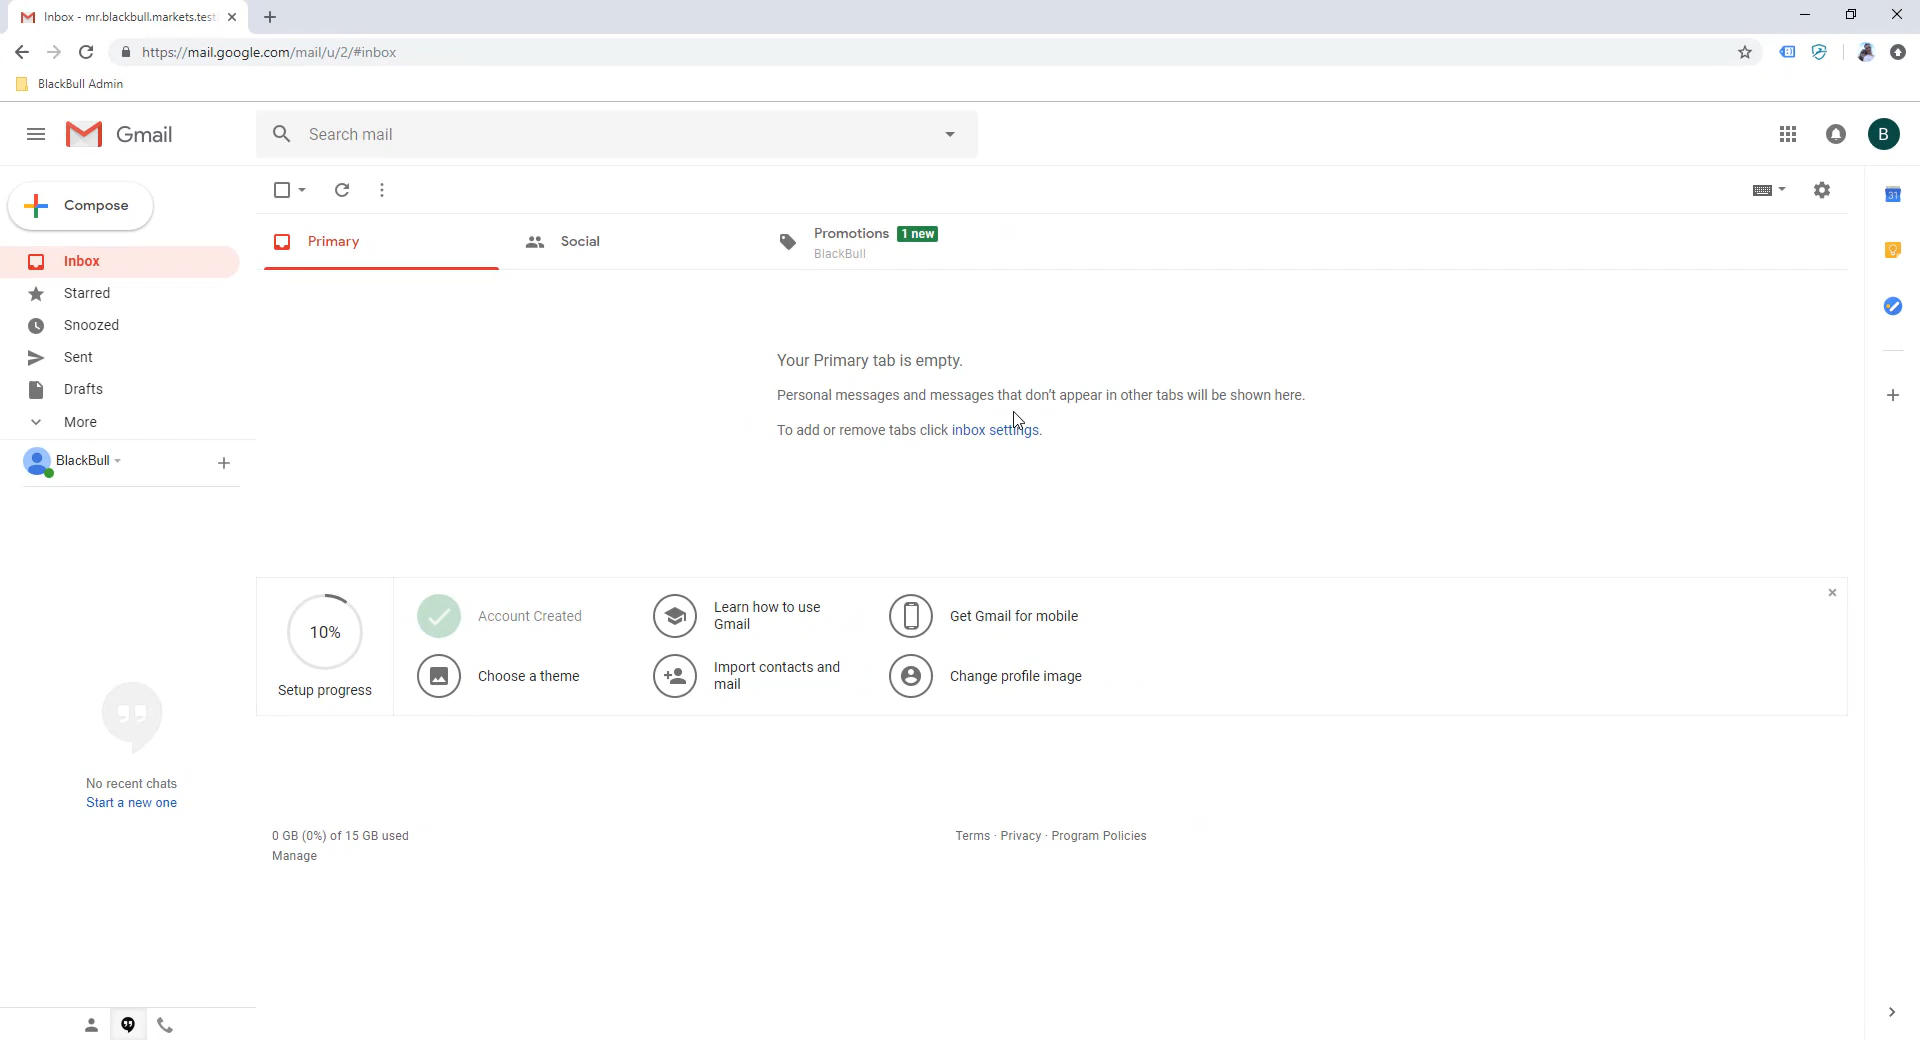 Inbox - mr.blackbull.markets.test
https://mail.google.com/mail/u/2/#inbox
BlackBull Admin
Gmail
Search mail
B
Compose
31
Primary
Social
Promotions 1 new
BlackBull
Inbox
Starred
Snoozed
Sent
Drafts
More
BlackBull
Your Primary tab is empty.
Personal messages and messages that don't appear in other tabs will be shown here.
To add or remove tabs click inbox settings.
10%
Setup progress
Account Created
Learn how to use
Gmail
Get Gmail for mobile
Choose a theme
Import contacts and
mail
Change profile image
No recent chats
Start a new one
0 GB (0%) of 15 GB used
Manage
Terms · Privacy · Program Policies